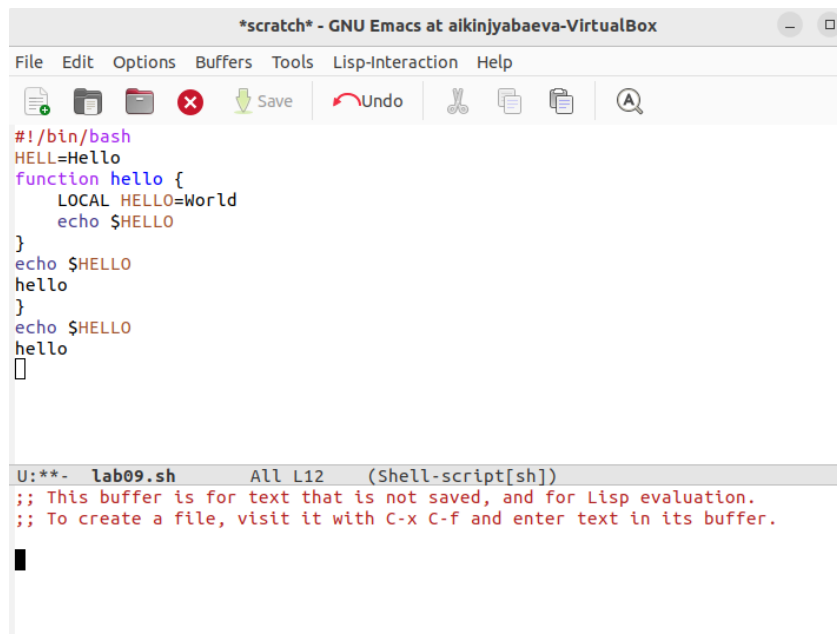 *scratch* - GNU Emacs at aikinjyabaeva-VirtualBox
File Edit Options Buffers Tools Lisp-Interaction Help
Save Undo
#!/bin/bash
HELL=Hello
function hello {
    LOCAL HELLO=World
    echo $HELLO
}
echo $HELLO
hello
}
echo $HELLO
hello
U:**-  lab09.sh       All L12    (Shell-script[sh])
;; This buffer is for text that is not saved, and for Lisp evaluation.
;; To create a file, visit it with C-x C-f and enter text in its buffer.